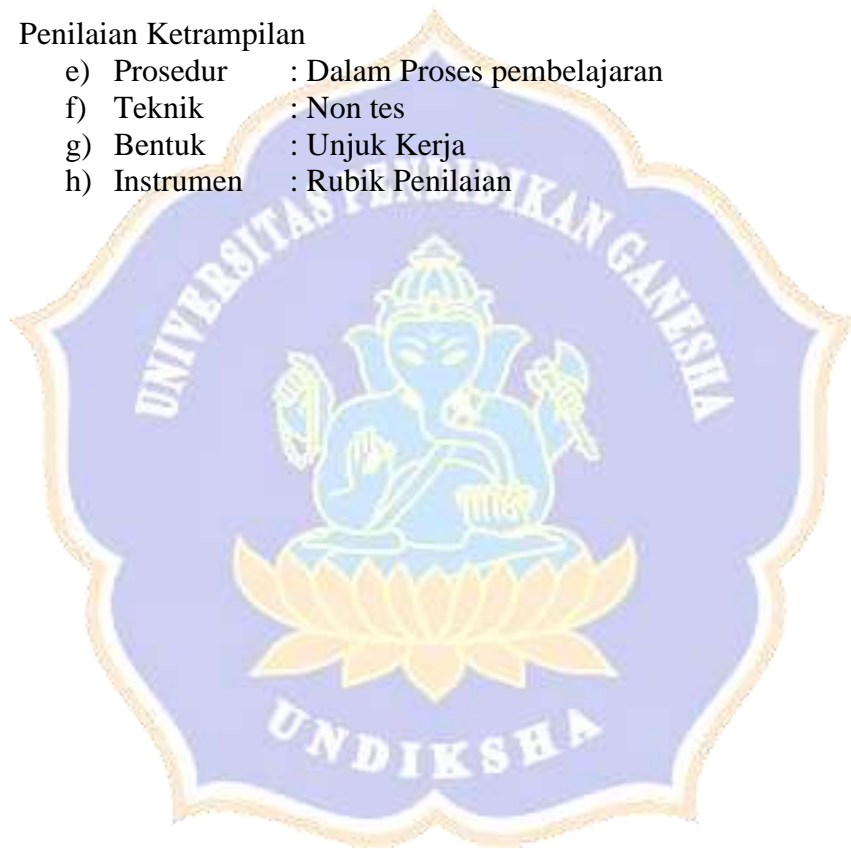 Penilaian Ketrampilan
e) Prosedur : Dalam Proses pembelajaran
f) Teknik : Non tes
g) Bentuk : Unjuk Kerja
h) Instrumen : Rubik Penilaian
UNIVERSITAS PENDIDIKAN GANESHA
UNDIKSHA